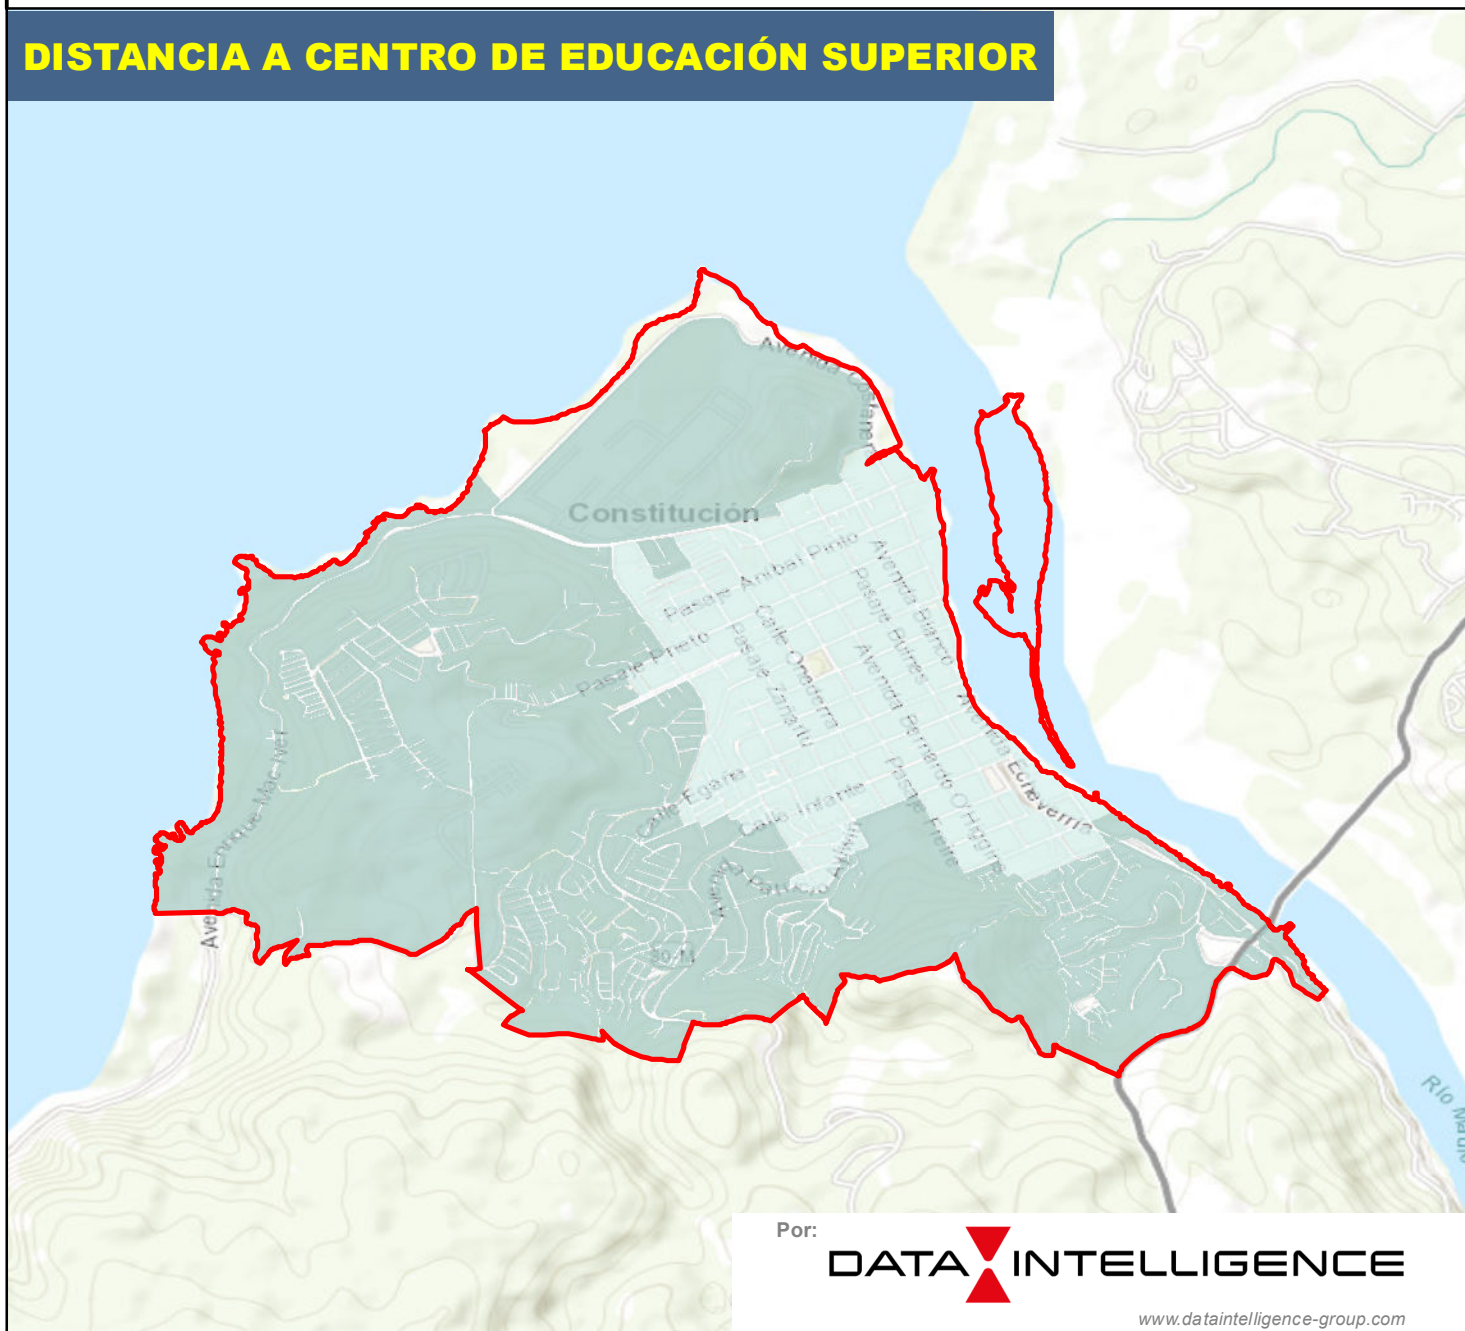 DISTANCIA A CENTRO DE EDUCACIÓN SUPERIOR
Avenida Costanera
Constitución
Pasaje Aníbal Pinto
Avenida Blanco
Pasaje Bulnes
Calle Oñederra
Pasaje Prieto
Pasaje Zañartu
Avenida Bernardo O'Higgins
Avenida Echeverría
Avenida Enrique Mac-Iver
Calle Egaña
Calle Infante
Pasaje Freire
Río Maule
Por:
DATA INTELLIGENCE
www.dataintelligence-group.com